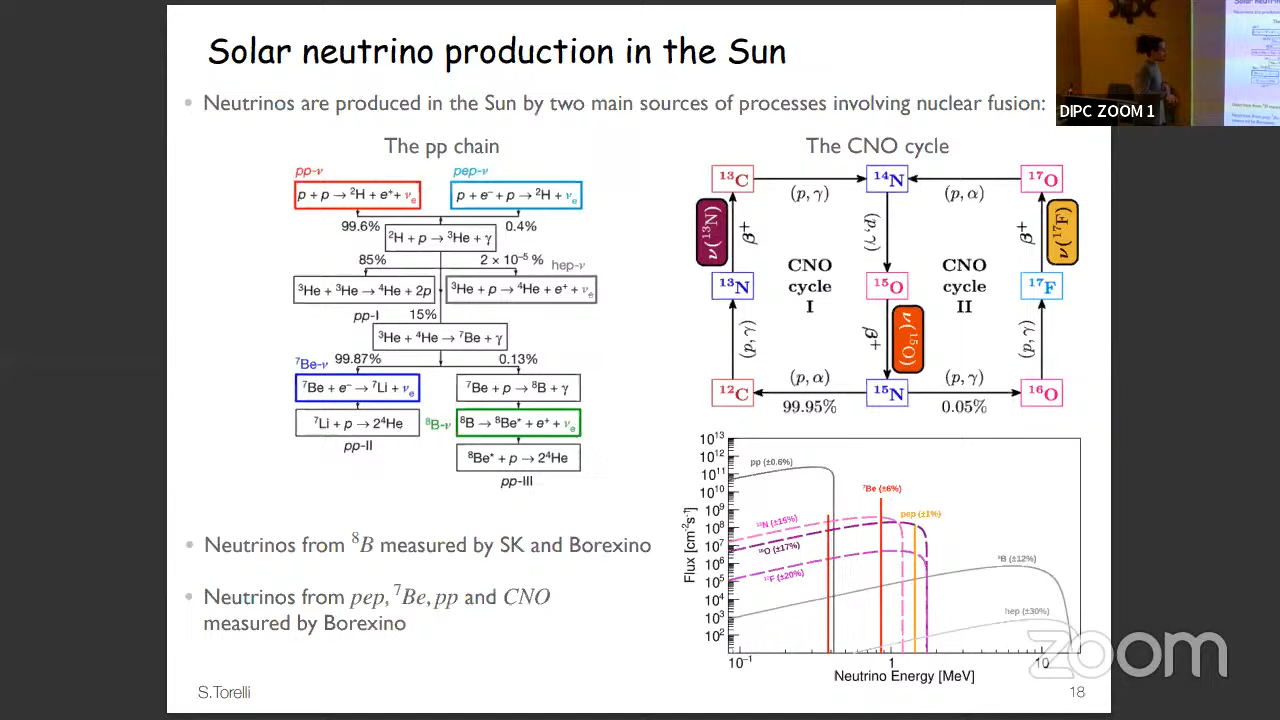 Solar neutrino production in the Sun
Neutrinos are produced in the Sun by two main sources of processes involving nuclear fusion:
DIPC ZOOM 1
The pp chain
pp-ν
pep-ν
p + p → ²H + e⁺ + νₑ
p + e⁻ + p → ²H + νₑ
99.6%
0.4%
²H + p → ³He + γ
85%
2 × 10⁻⁵ %
hep-ν
³He + ³He → ⁴He + 2p
³He + p → ⁴He + e⁺ + νₑ
pp-I
15%
³He + ⁴He → ⁷Be + γ
⁷Be-ν
99.87%
0.13%
⁷Be + e⁻ → ⁷Li + νₑ
⁷Be + p → ⁸B + γ
⁷Li + p → 2⁴He
⁸B-ν
⁸B → ⁸Be* + e⁺ + νₑ
pp-II
⁸Be* + p → 2⁴He
pp-III
The CNO cycle
¹³C
(p, γ)
¹⁴N
(p, α)
¹⁷O
ν(¹³N)
β⁺
(p, γ)
β⁺
ν(¹⁷F)
CNO cycle I
CNO cycle II
¹³N
¹⁵O
¹⁷F
(p, γ)
β⁺
ν(¹⁵O)
(p, γ)
¹²C
(p, α)
99.95%
¹⁵N
(p, γ)
0.05%
¹⁶O
Flux [cm⁻²s⁻¹]
10¹³
10¹²
10¹¹
10¹⁰
10⁹
10⁸
10⁷
10⁶
10⁵
10⁴
10³
10²
pp (±0.6%)
⁷Be (±6%)
pep (±1%)
¹³N (±15%)
¹⁵O (±17%)
¹⁷F (±20%)
⁸B (±12%)
hep (±30%)
10⁻¹
1
10
Neutrino Energy [MeV]
Neutrinos from ⁸B measured by SK and Borexino
Neutrinos from pep, ⁷Be, pp and CNO
measured by Borexino
S.Torelli
18
zoom